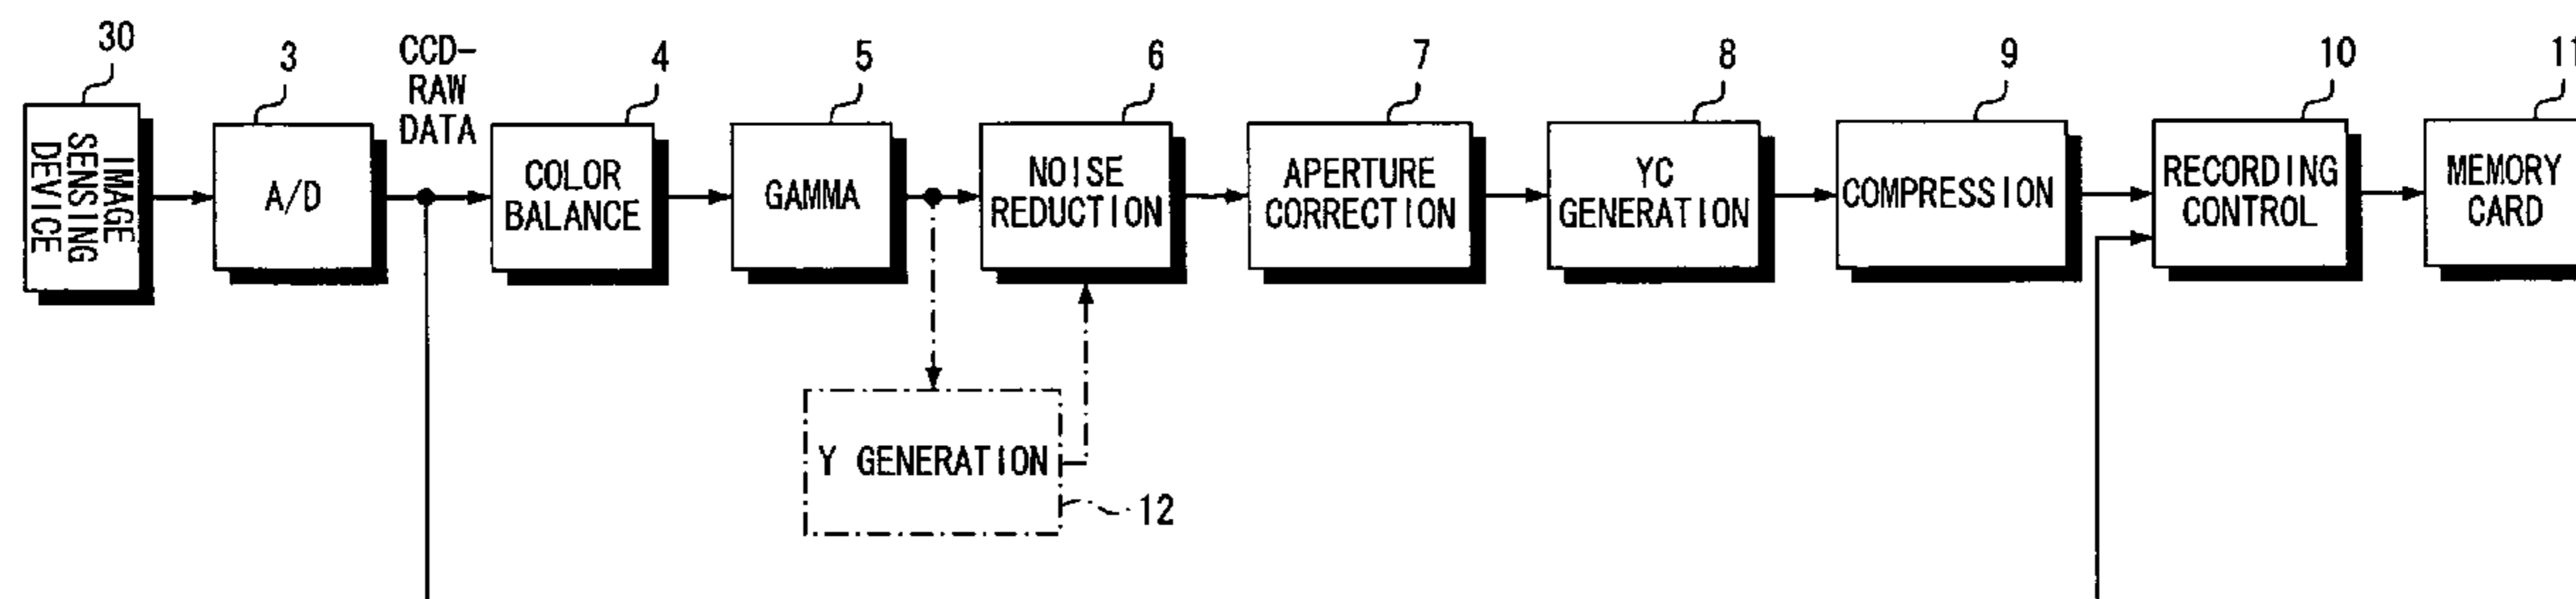 30
3
CCD-
RAW
DATA
4
5
6
7
8
9
10
11
IMAGE
SENSING
DEVICE
A/D
COLOR
BALANCE
GAMMA
NOISE
REDUCTION
APERTURE
CORRECTION
YC
GENERATION
COMPRESSION
RECORDING
CONTROL
MEMORY
CARD
Y GENERATION
12